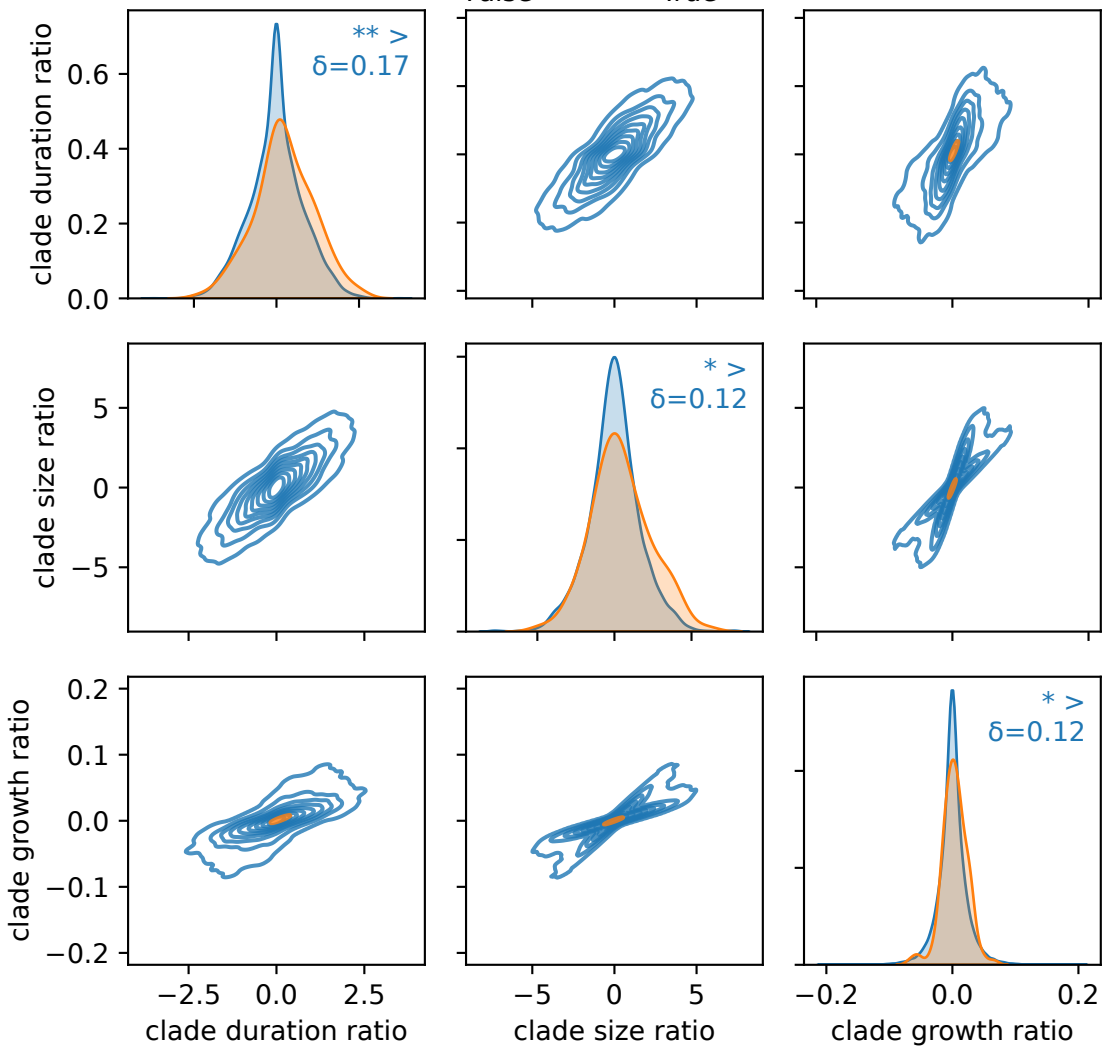 clade duration ratio
0.6
0.4
0.2
0.0
** >
δ=0.17
clade size ratio
5
0
−5
* >
δ=0.12
clade growth ratio
0.2
0.1
0.0
−0.1
−0.2
* >
δ=0.12
−2.5 0.0 2.5
−5 0 5
−0.2 0.0 0.2
clade duration ratio
clade size ratio
clade growth ratio